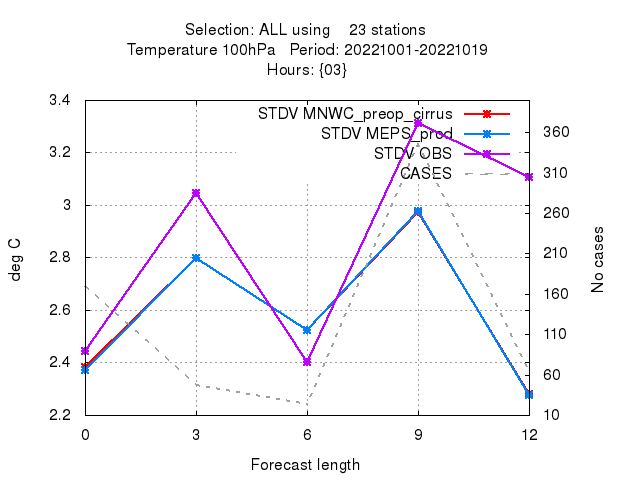 Selection: ALL using    23 stations
Temperature 100hPa   Period: 20221001-20221019
Hours: {03}
STDV MNWC_preop_cirrus
STDV MEPS_prod
STDV OBS
CASES
3.4
3.2
3
2.8
2.6
2.4
2.2
deg C
360
310
260
210
160
110
60
10
No cases
0 3 6 9 12
Forecast length